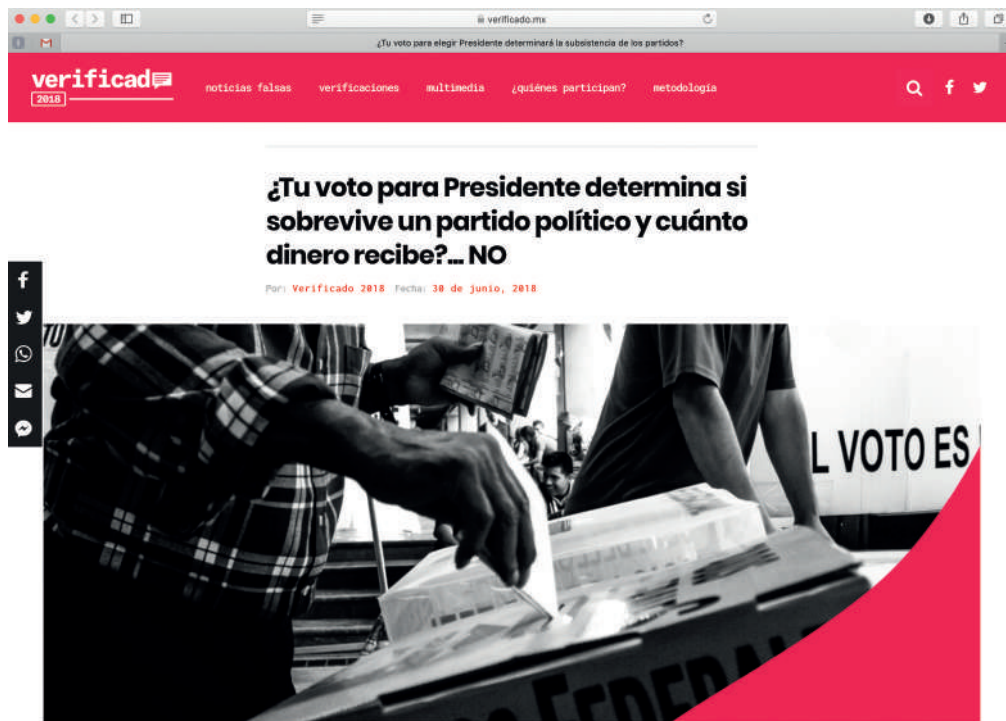 verificado.mx
¿Tu voto para elegir Presidente determinará la subsistencia de los partidos?
verificado
2018
noticias falsas verificaciones multimedia ¿quiénes participan? metodología
¿Tu voto para Presidente determina si
sobrevive un partido político y cuánto
dinero recibe?... NO
Por: Verificado 2018 Fecha: 30 de junio, 2018
L VOTO ES
FEDERAL